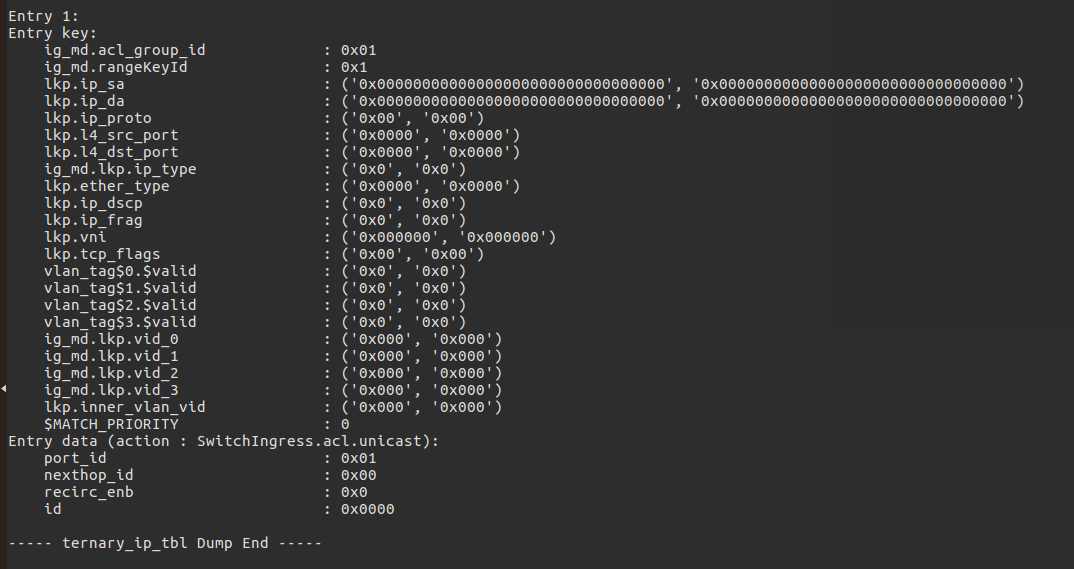 Entry 1:
Entry key:
    ig_md.acl_group_id             : 0x01
    ig_md.rangeKeyId               : 0x1
    lkp.ip_sa                      : ('0x00000000000000000000000000000000', '0x00000000000000000000000000000000')
    lkp.ip_da                      : ('0x00000000000000000000000000000000', '0x00000000000000000000000000000000')
    lkp.ip_proto                   : ('0x00', '0x00')
    lkp.l4_src_port                : ('0x0000', '0x0000')
    lkp.l4_dst_port                : ('0x0000', '0x0000')
    ig_md.lkp.ip_type              : ('0x0', '0x0')
    lkp.ether_type                 : ('0x0000', '0x0000')
    lkp.ip_dscp                    : ('0x0', '0x0')
    lkp.ip_frag                    : ('0x0', '0x0')
    lkp.vni                        : ('0x000000', '0x000000')
    lkp.tcp_flags                  : ('0x00', '0x00')
    vlan_tag$0.$valid              : ('0x0', '0x0')
    vlan_tag$1.$valid              : ('0x0', '0x0')
    vlan_tag$2.$valid              : ('0x0', '0x0')
    vlan_tag$3.$valid              : ('0x0', '0x0')
    ig_md.lkp.vid_0                : ('0x000', '0x000')
    ig_md.lkp.vid_1                : ('0x000', '0x000')
    ig_md.lkp.vid_2                : ('0x000', '0x000')
    ig_md.lkp.vid_3                : ('0x000', '0x000')
    lkp.inner_vlan_vid             : ('0x000', '0x000')
    $MATCH_PRIORITY                : 0
Entry data (action : SwitchIngress.acl.unicast):
    port_id                        : 0x01
    nexthop_id                     : 0x00
    recirc_enb                     : 0x0
    id                             : 0x0000

----- ternary_ip_tbl Dump End -----